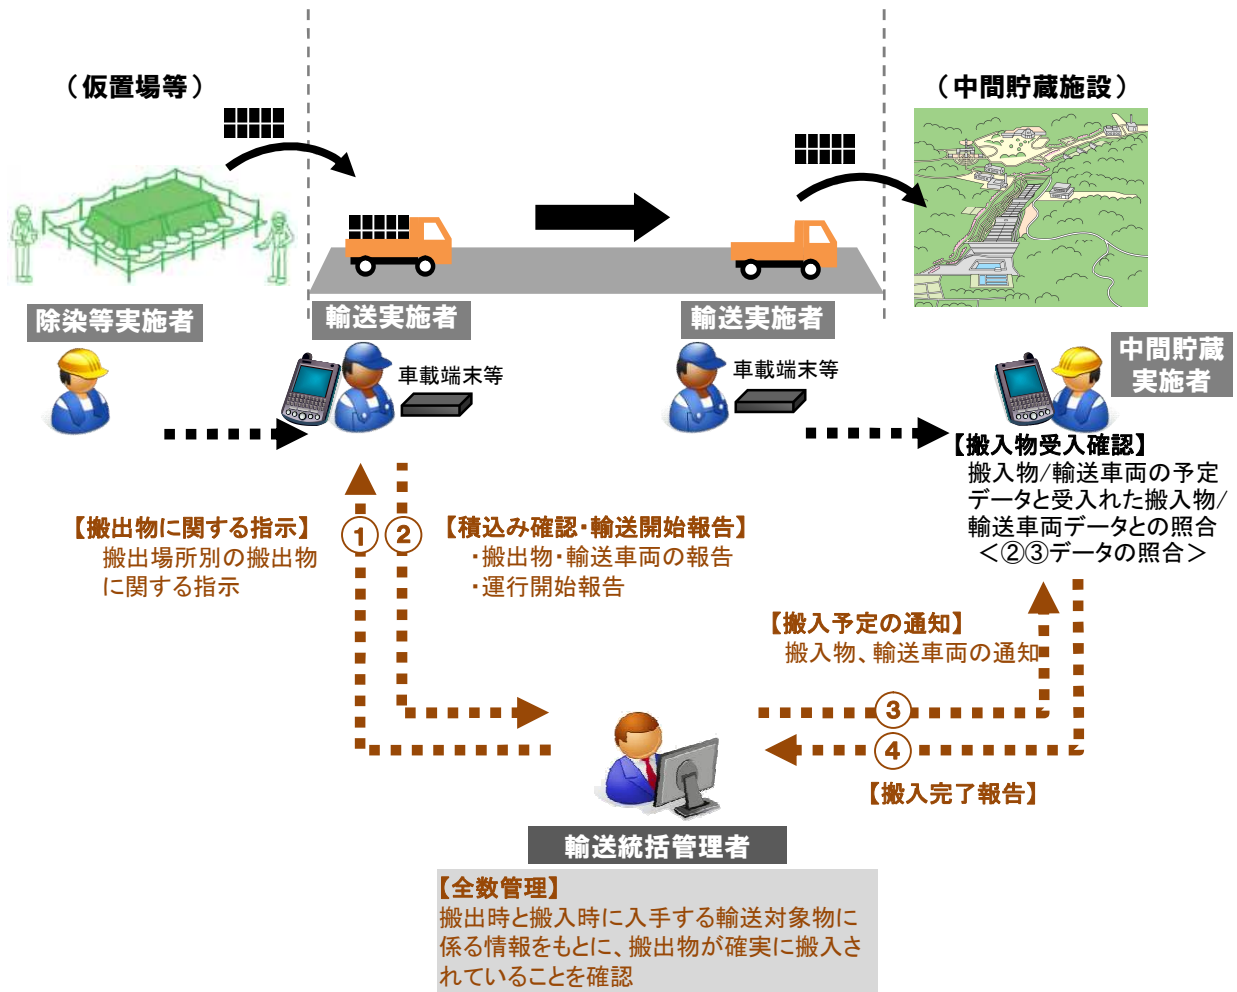 （仮置場等）
（中間貯蔵施設）
除染等実施者
輸送実施者
輸送実施者
中間貯蔵
実施者
車載端末等
車載端末等
【搬入物受入確認】
搬入物/輸送車両の予定
データと受入れた搬入物/
輸送車両データとの照合
＜②③データの照合＞
【搬出物に関する指示】
搬出場所別の搬出物
に関する指示
①
②
【積込み確認・輸送開始報告】
・搬出物・輸送車両の報告
・運行開始報告
【搬入予定の通知】
搬入物、輸送車両の通知
③
④
【搬入完了報告】
輸送統括管理者
【全数管理】
搬出時と搬入時に入手する輸送対象物に
係る情報をもとに、搬出物が確実に搬入さ
れていることを確認